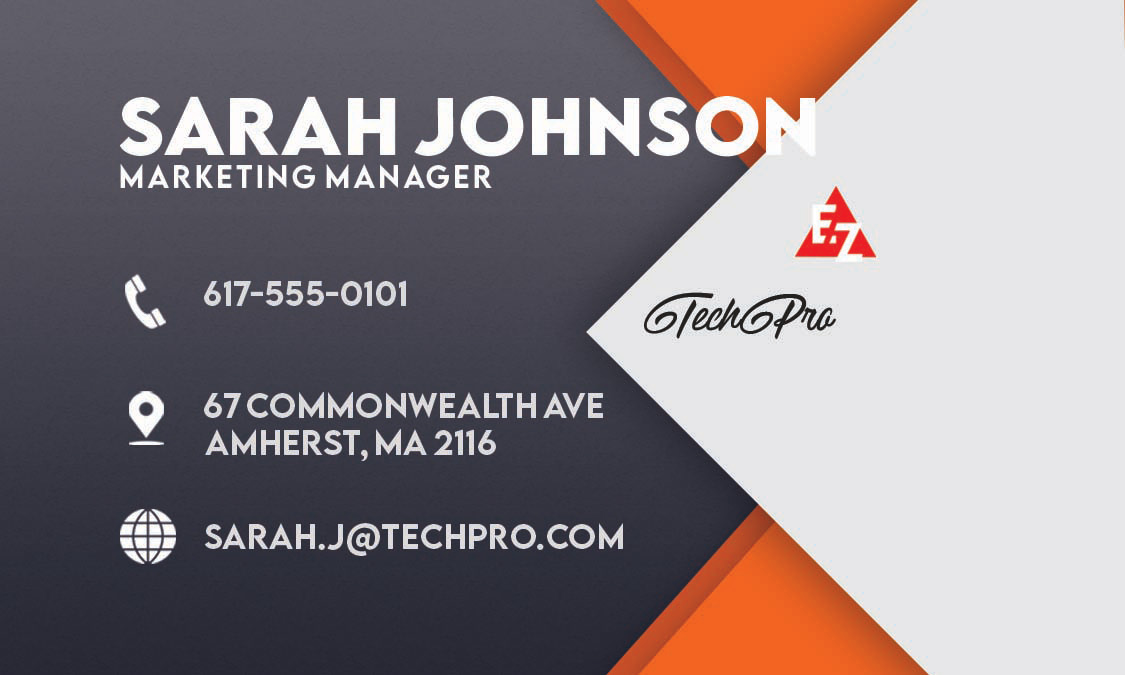 SARAH JOHNSON
MARKETING MANAGER
E.Z
TechPro
617-555-0101
67 COMMONWEALTH AVE
AMHERST, MA 2116
SARAH.J@TECHPRO.COM